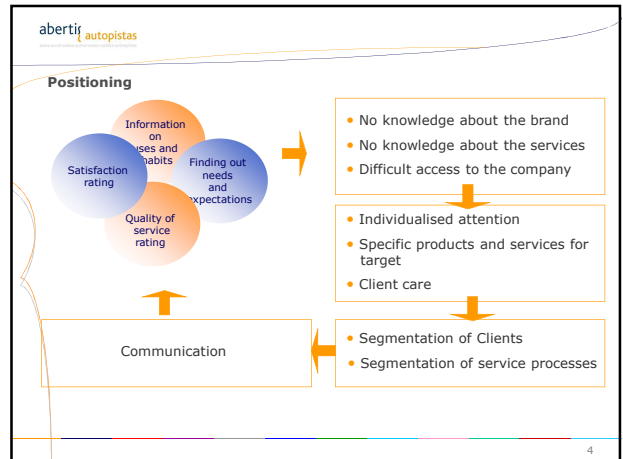 abertis autopistas
Positioning
Information
on
uses and
habits
Satisfaction
rating
Finding out
needs
and
expectations
Quality of
service
rating
• No knowledge about the brand
• No knowledge about the services
• Difficult access to the company
• Individualised attention
• Specific products and services for
target
• Client care
• Segmentation of Clients
• Segmentation of service processes
Communication
4